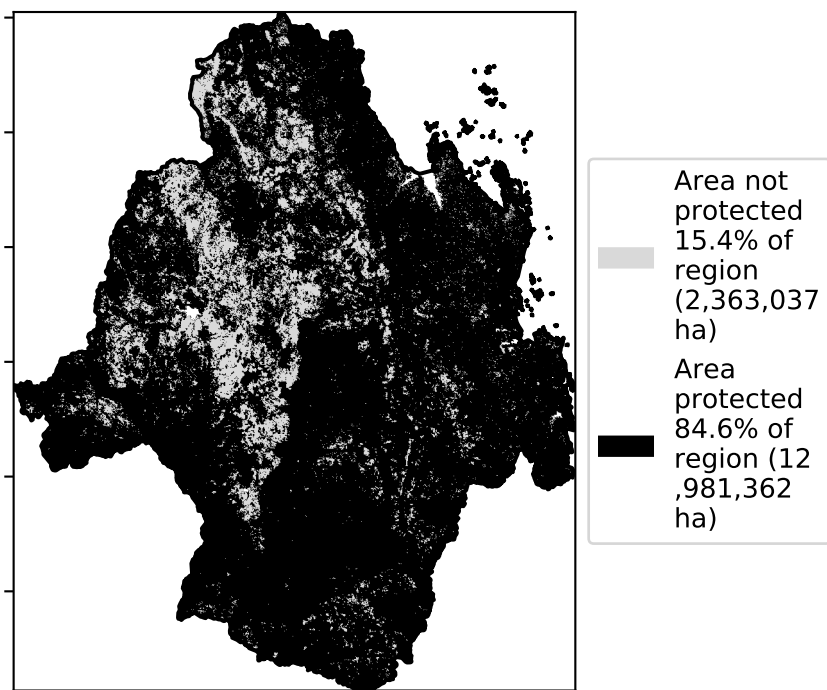 Area not
protected
15.4% of
region
(2,363,037
ha)
Area
protected
84.6% of
region (12
,981,362
ha)